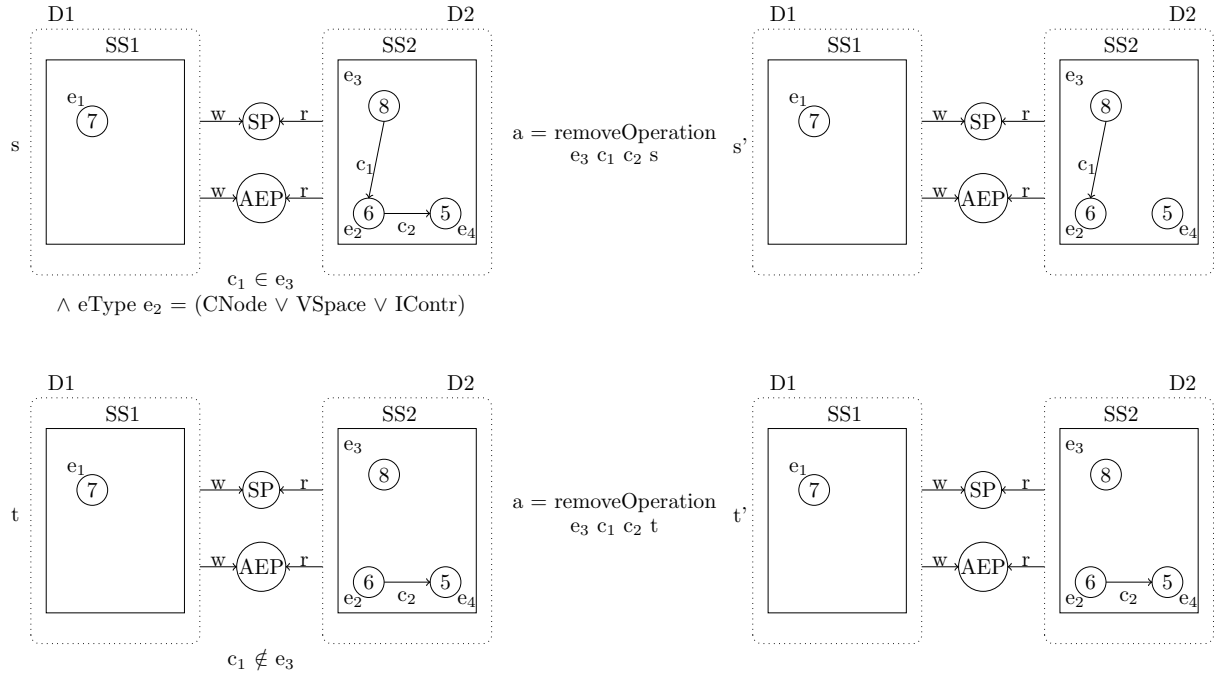 D1 D2 D1 D2
SS1 SS2 SS1 SS2
e₃ e₃
e₁ 8 e₁ 8
7 w SP r 7 w SP r
a = removeOperation
s e₃ c₁ c₂ s s’
c₁ c₁
w AEP r w AEP r
6 5 6 5
e₂ c₂ e₄ e₂ e₄
c₁ ∈ e₃
∧ eType e₂ = (CNode ∨ VSpace ∨ IContr)
D1 D2 D1 D2
SS1 SS2 SS1 SS2
e₃ e₃
e₁ 8 e₁ 8
7 w SP r 7 w SP r
a = removeOperation
t e₃ c₁ c₂ t t’
w AEP r w AEP r
6 5 6 5
e₂ c₂ e₄ e₂ c₂ e₄
c₁ ∉ e₃